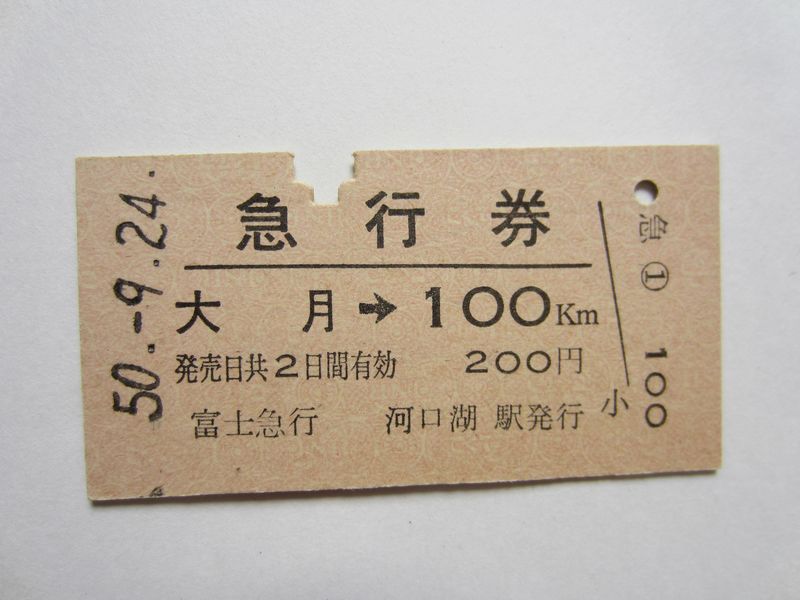 50.-9.24.
急行券
大月➔100Km
発売日共2日間有効 200円
富士急行 河口湖駅発行
小
急 ① 100